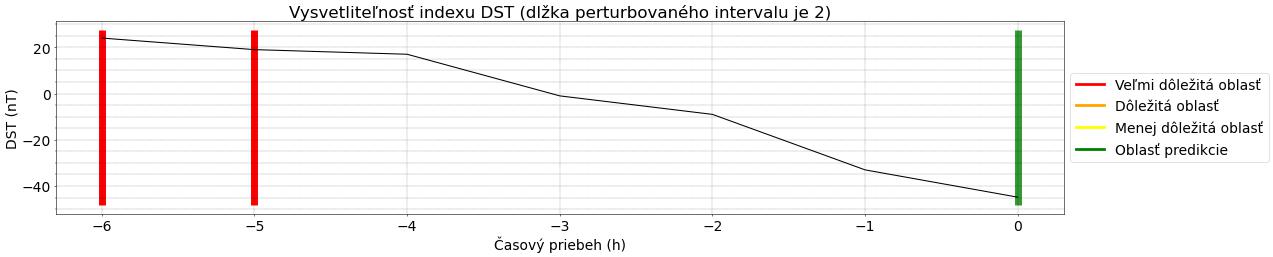 Vysvetliteľnosť indexu DST (dĺžka perturbovaného intervalu je 2)
DST (nT)
20
0
−20
−40
−6
−5
−4
−3
−2
−1
0
Časový priebeh (h)
Veľmi dôležitá oblasť
Dôležitá oblasť
Menej dôležitá oblasť
Oblasť predikcie